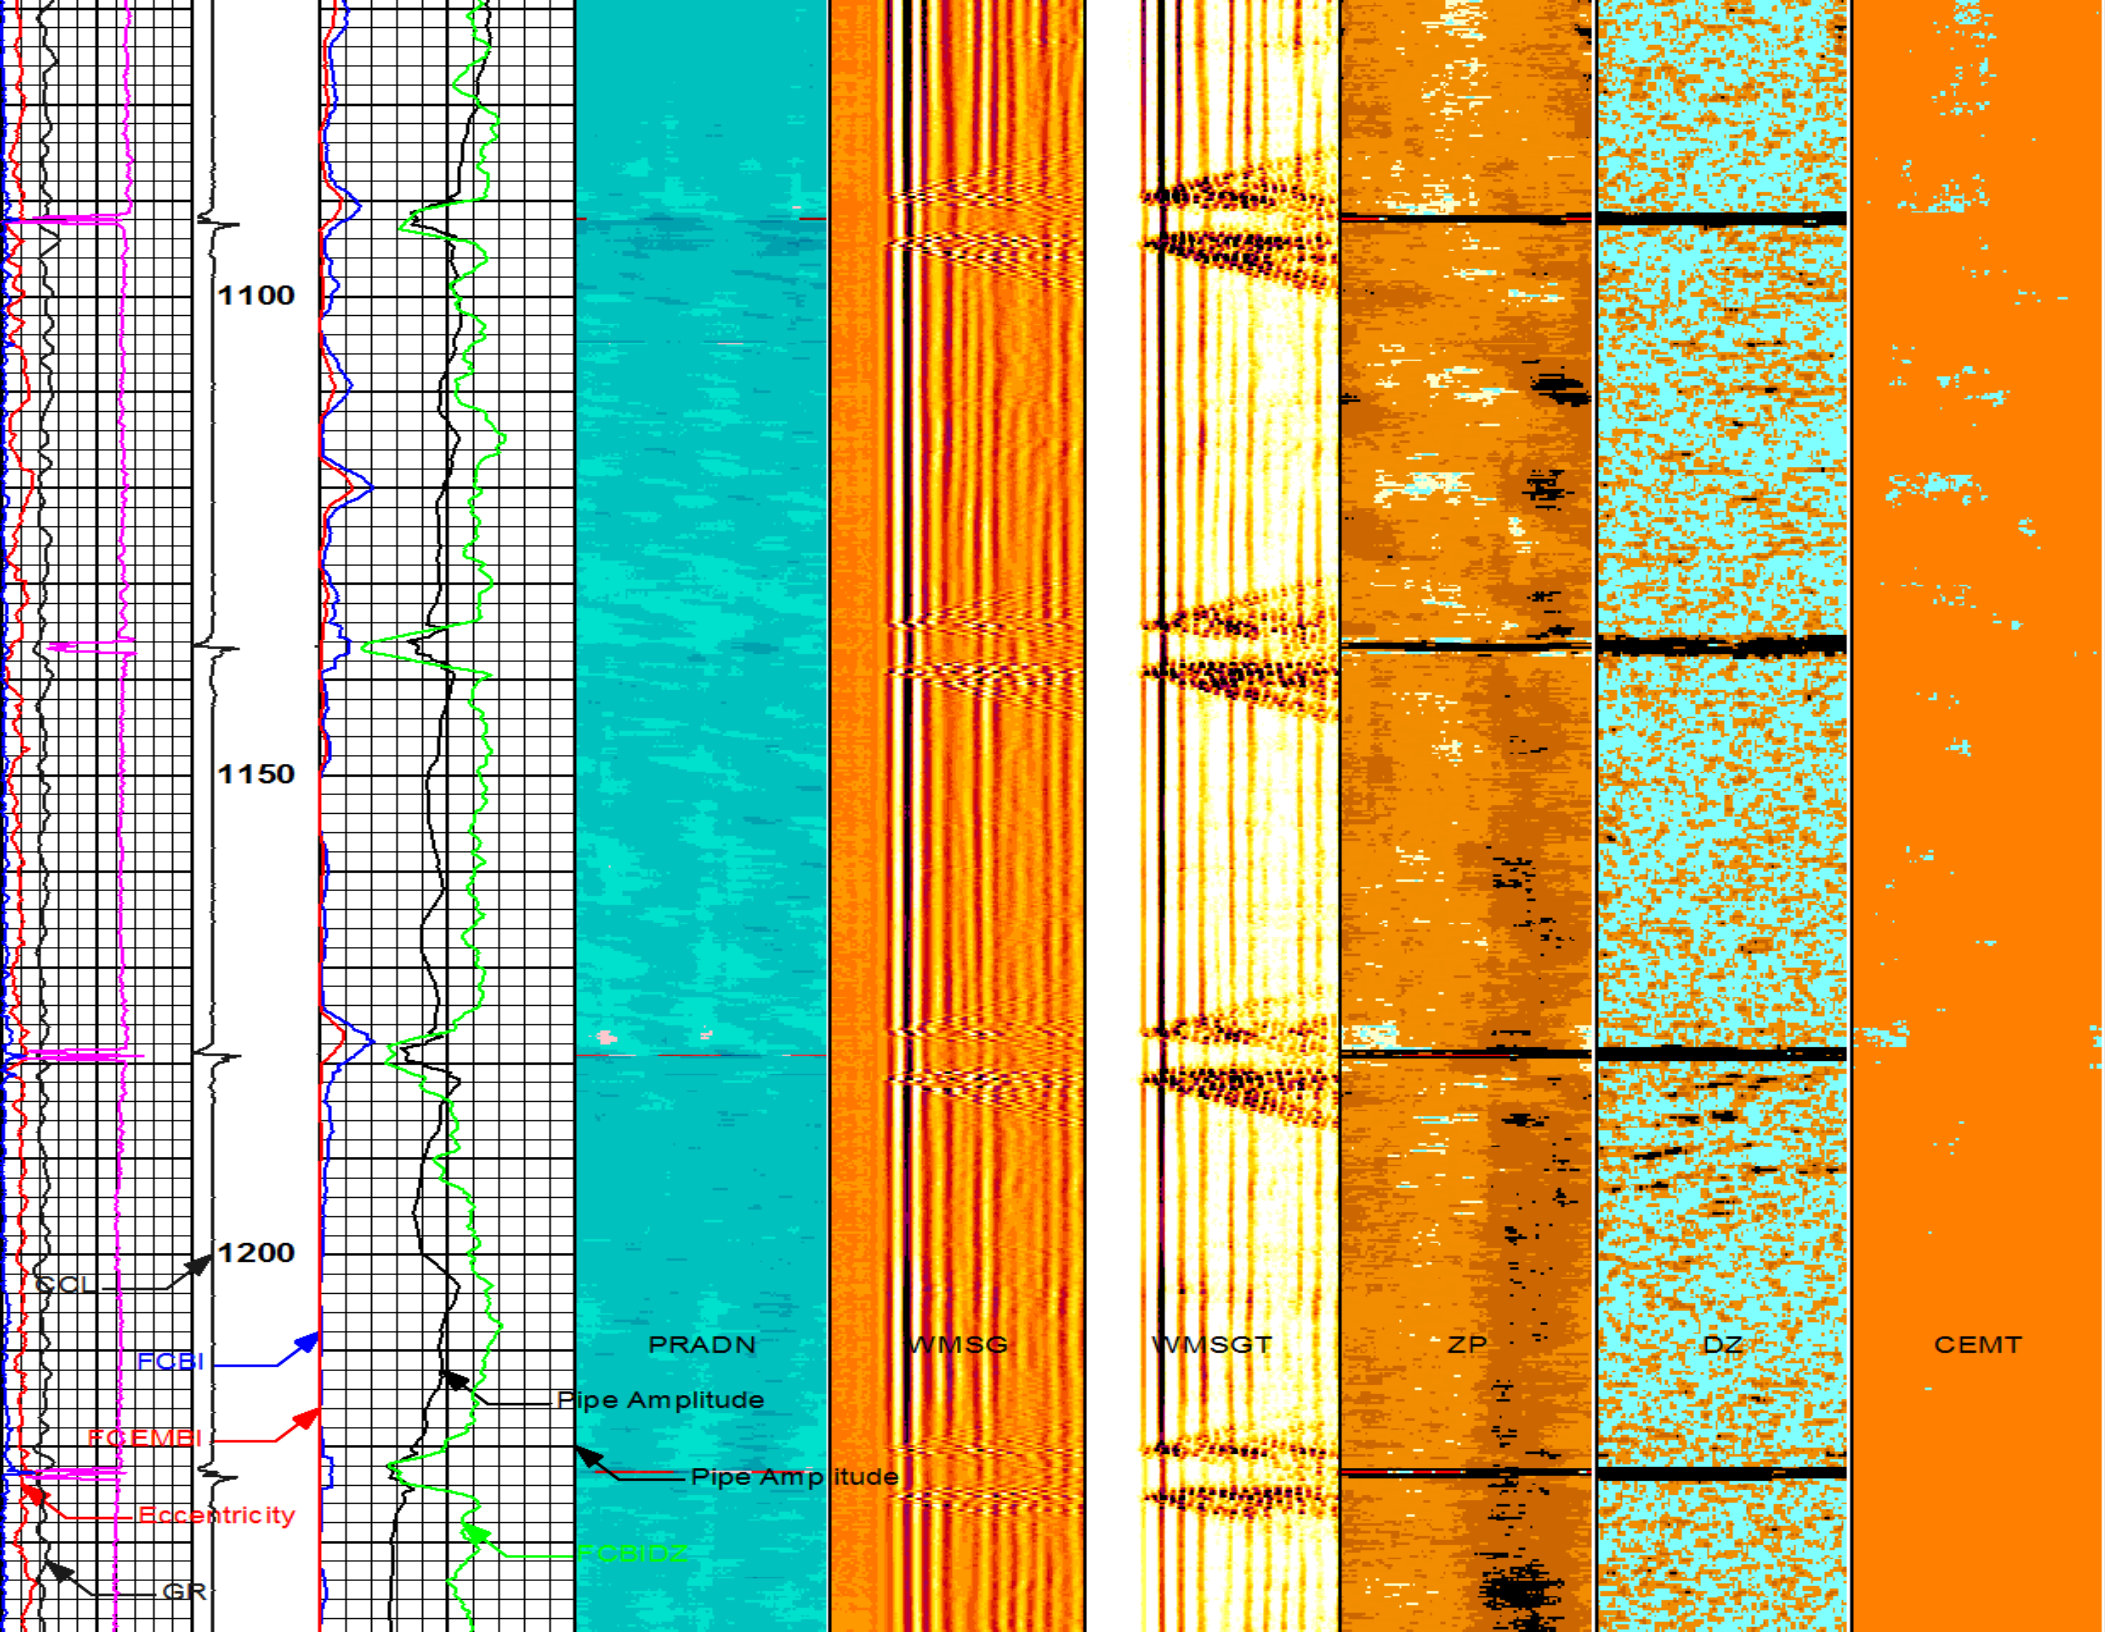 1100
1150
1200
CCL
FCBI
PRADN
WMSG
WMSGT
ZP
DZ
CEMT
Pipe Amplitude
FCEMBI
Pipe Amplitude
Eccentricity
FCBIDZ
GR